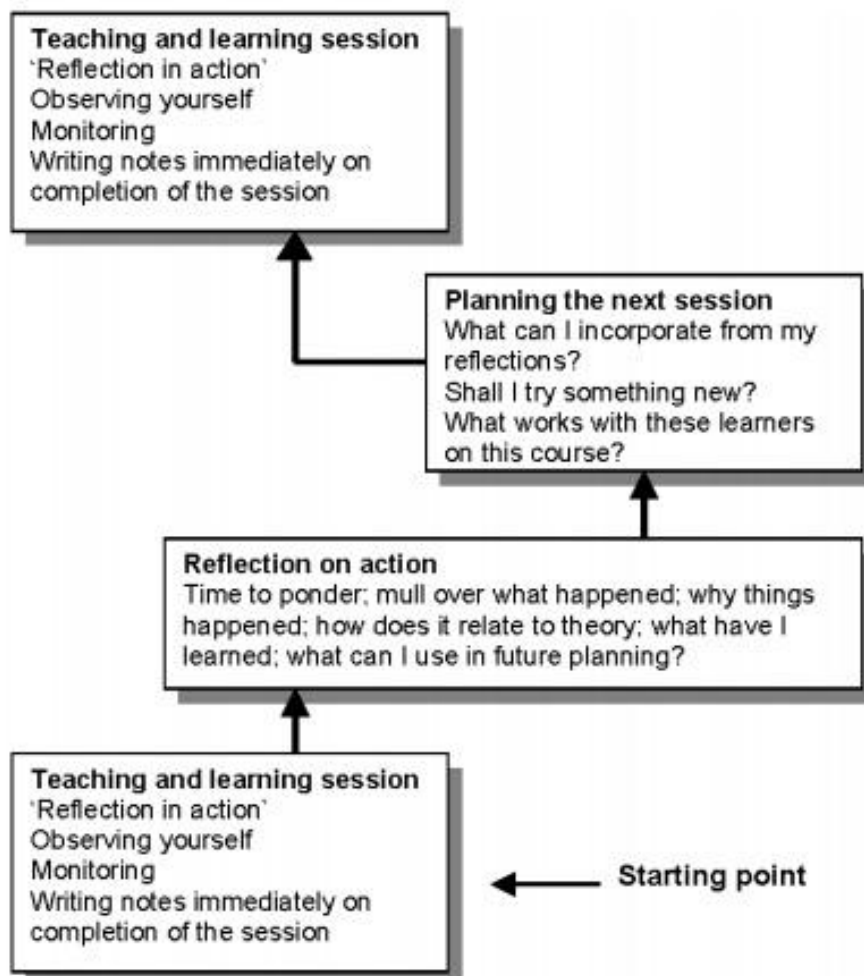 Teaching and learning session
‘Reflection in action’
Observing yourself
Monitoring
Writing notes immediately on
completion of the session
Planning the next session
What can I incorporate from my
reflections?
Shall I try something new?
What works with these learners
on this course?
Reflection on action
Time to ponder; mull over what happened; why things
happened; how does it relate to theory; what have I
learned; what can I use in future planning?
Teaching and learning session
‘Reflection in action’
Observing yourself
Monitoring
Writing notes immediately on
completion of the session
Starting point